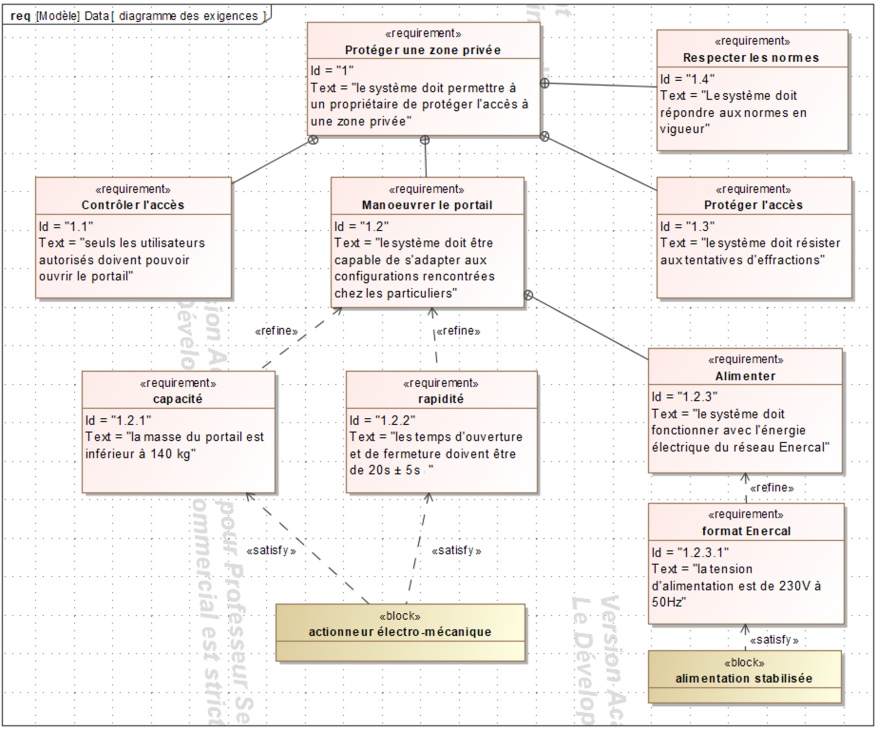 req [Modèle] Data [ diagramme des exigences ]
«requirement»
Protéger une zone privée
Id = "1"
Text = "le système doit permettre à
un propriétaire de protéger l'accès à
une zone privée"
«requirement»
Respecter les normes
Id = "1.4"
Text = "Le système doit
répondre aux normes en
vigueur"
«requirement»
Contrôler l'accès
Id = "1.1"
Text = "seuls les utilisateurs
autorisés doivent pouvoir
ouvrir le portail"
«requirement»
Manoeuvrer le portail
Id = "1.2"
Text = "le système doit être
capable de s'adapter aux
configurations rencontrées
chez les particuliers"
«requirement»
Protéger l'accès
Id = "1.3"
Text = "le système doit résister
aux tentatives d'effractions"
«refine»
«refine»
«requirement»
capacité
Id = "1.2.1"
Text = "la masse du portail est
inférieur à 140 kg"
«requirement»
rapidité
Id = "1.2.2"
Text = "les temps d'ouverture
et de fermeture doivent être
de 20s ± 5s "
«requirement»
Alimenter
Id = "1.2.3"
Text = "le système doit
fonctionner avec l'énergie
électrique du réseau Enercal"
«refine»
«requirement»
format Enercal
Id = "1.2.3.1"
Text = "la tension
d'alimentation est de 230V à
50Hz"
«satisfy»
«satisfy»
«satisfy»
«block»
actionneur électro-mécanique
«block»
alimentation stabilisée
pour Professeur Se
ommercial est strict
Version Aca
Le Dévelop